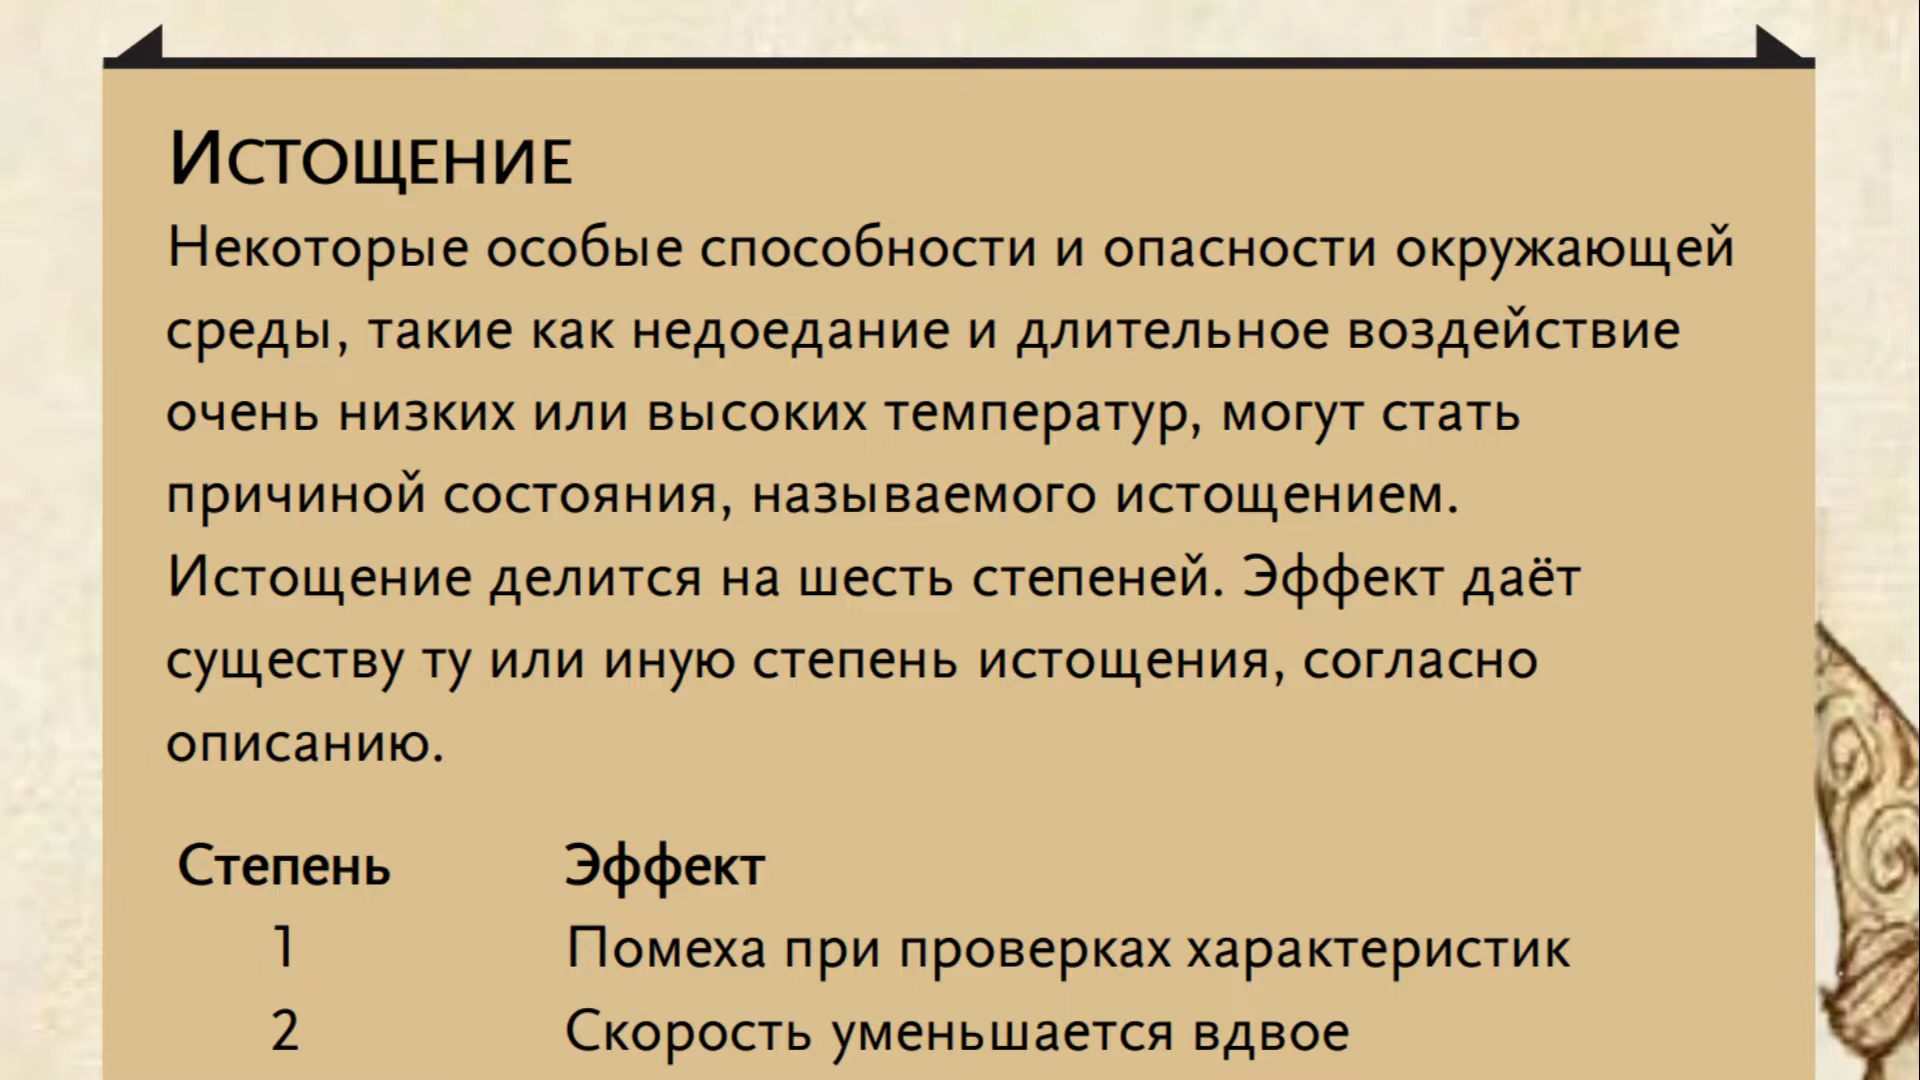 Истощение
Некоторые особые способности и опасности окружающей
среды, такие как недоедание и длительное воздействие
очень низких или высоких температур, могут стать
причиной состояния, называемого истощением.
Истощение делится на шесть степеней. Эффект даёт
существу ту или иную степень истощения, согласно
описанию.
Степень Эффект
1 Помеха при проверках характеристик
2 Скорость уменьшается вдвое